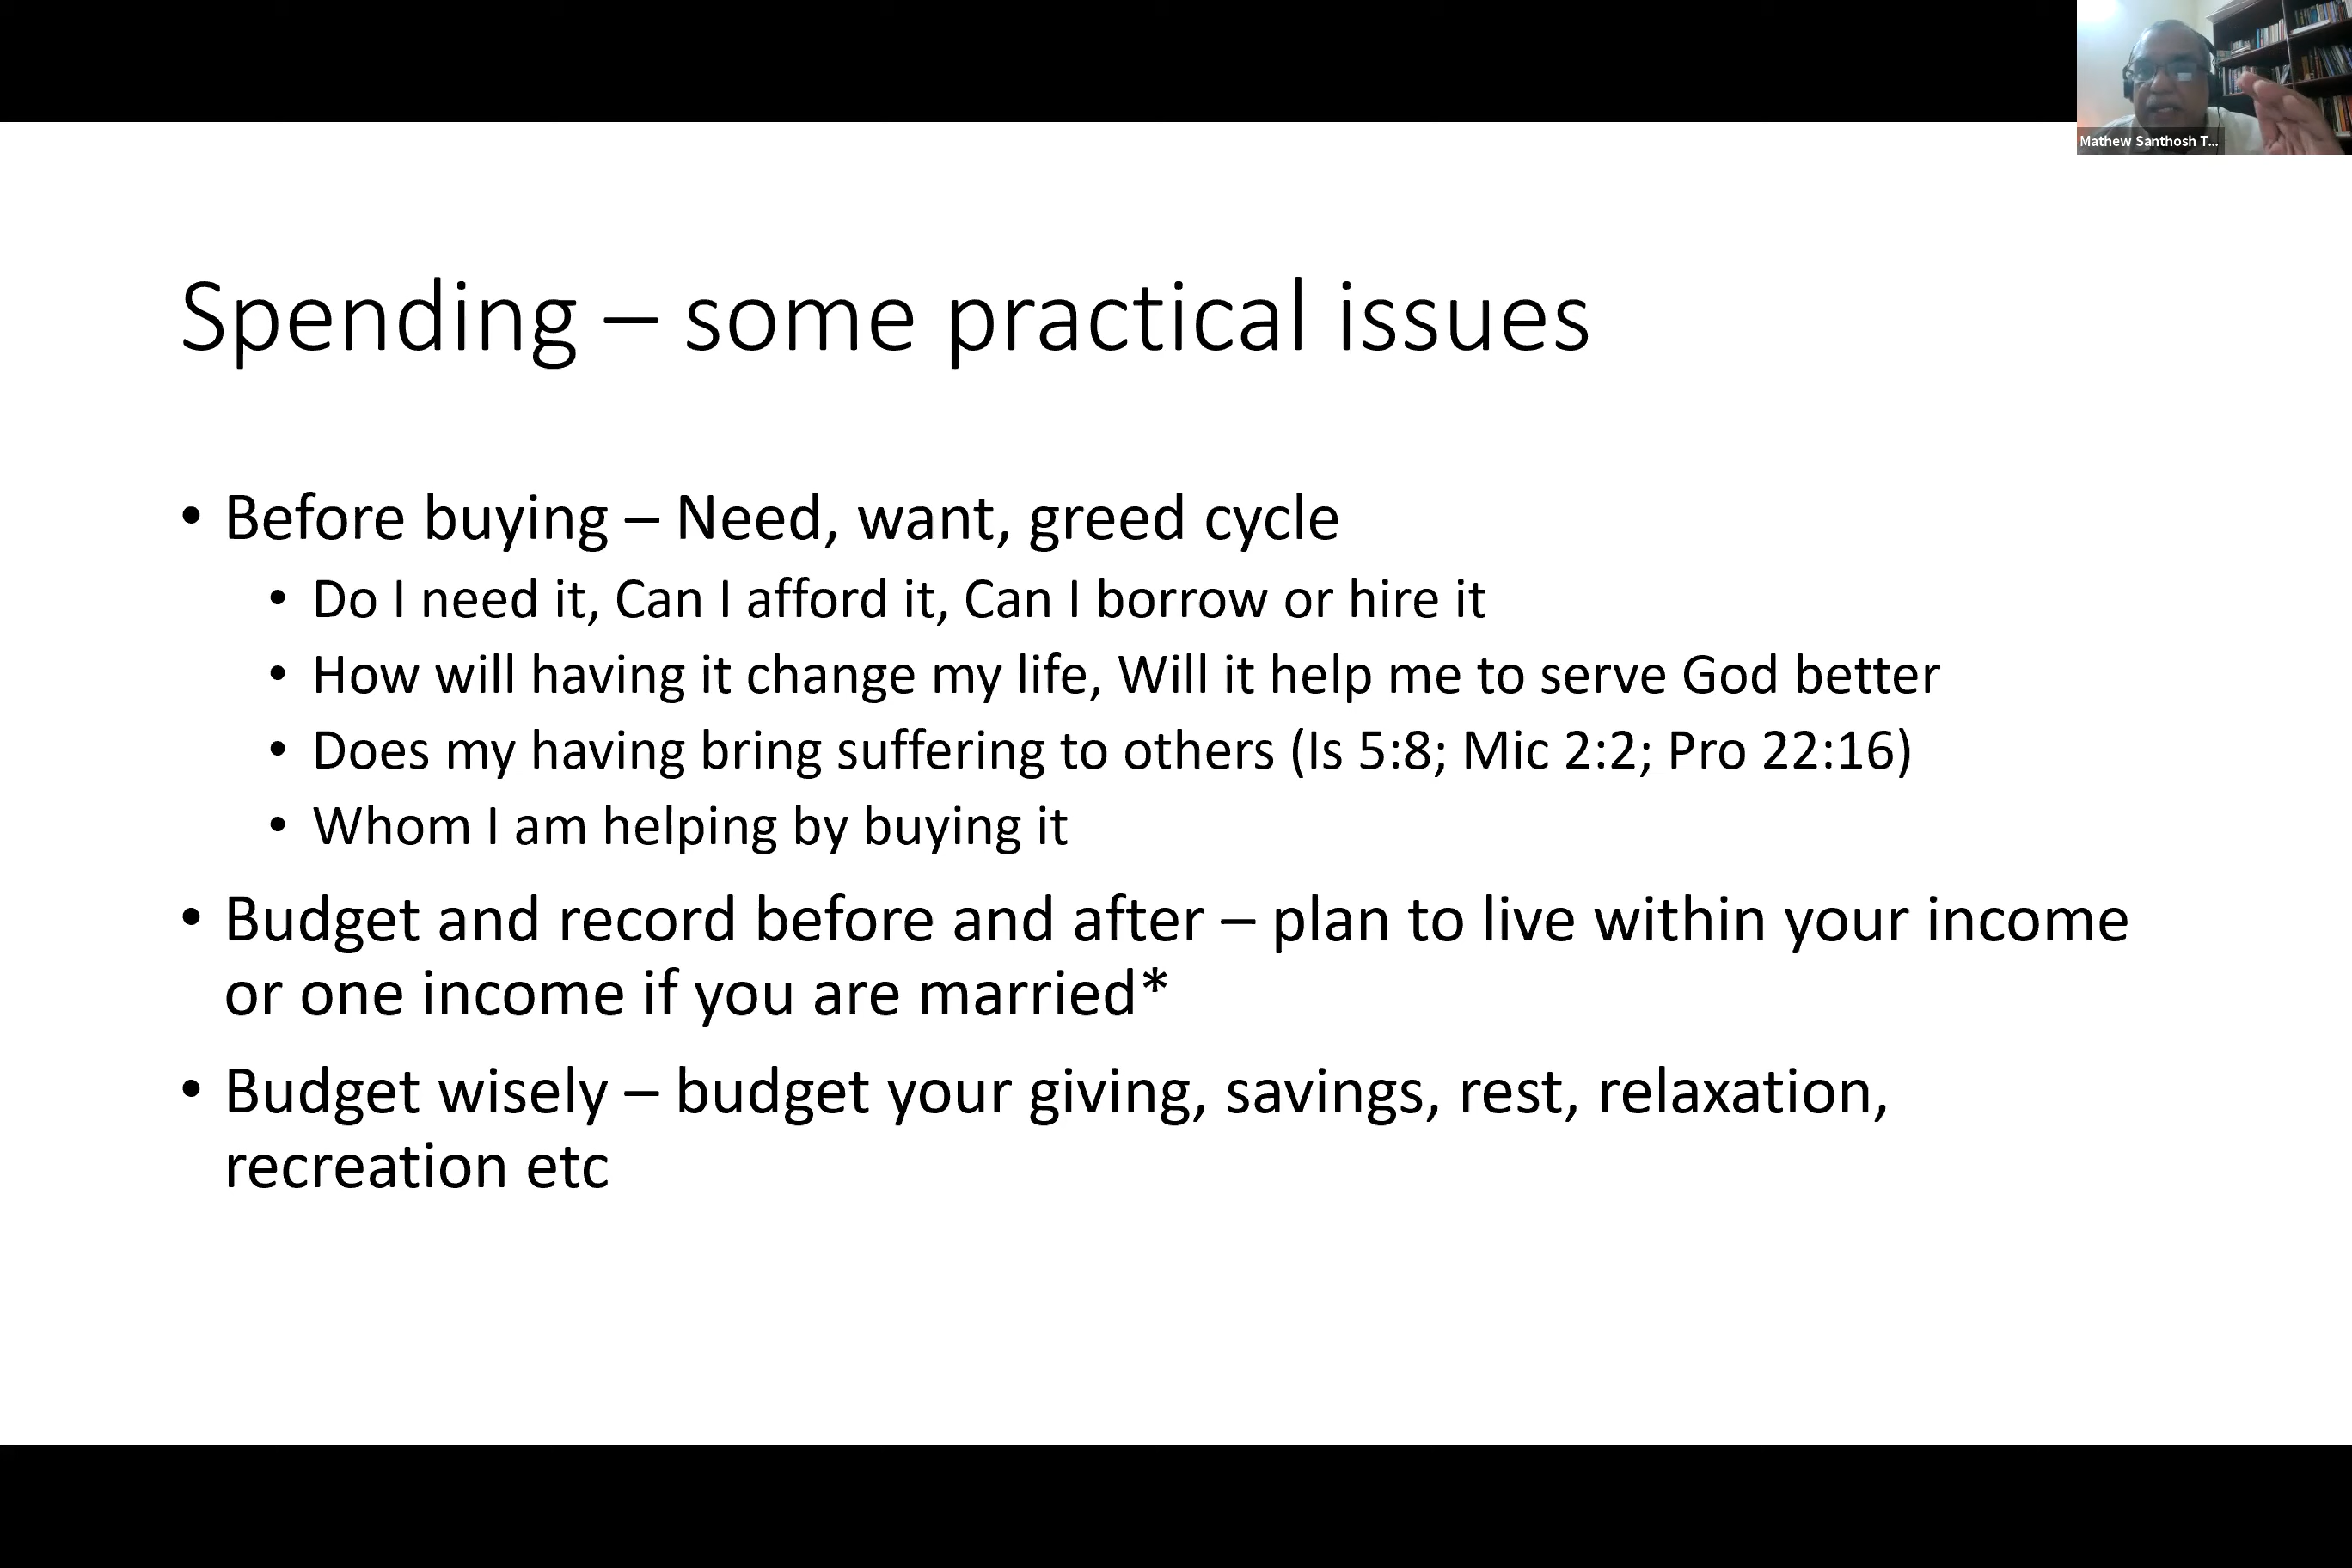 Mathew Santhosh T...
Spending – some practical issues
• Before buying – Need, want, greed cycle
• Do I need it, Can I afford it, Can I borrow or hire it
• How will having it change my life, Will it help me to serve God better
• Does my having bring suffering to others (Is 5:8; Mic 2:2; Pro 22:16)
• Whom I am helping by buying it
• Budget and record before and after – plan to live within your income
or one income if you are married*
• Budget wisely – budget your giving, savings, rest, relaxation,
recreation etc